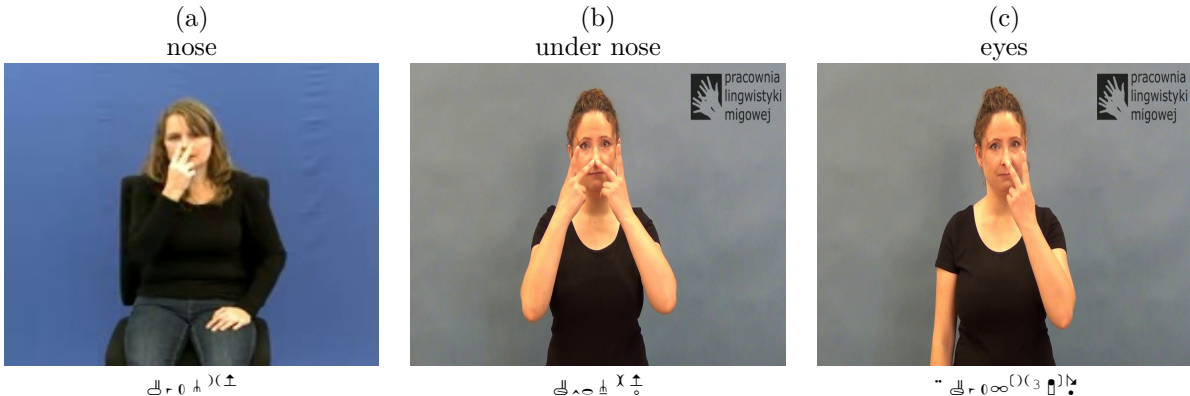 (a)
nose
(b)
under nose
(c)
eyes
pracownia
lingwistyki
migowej
pracownia
lingwistyki
migowej